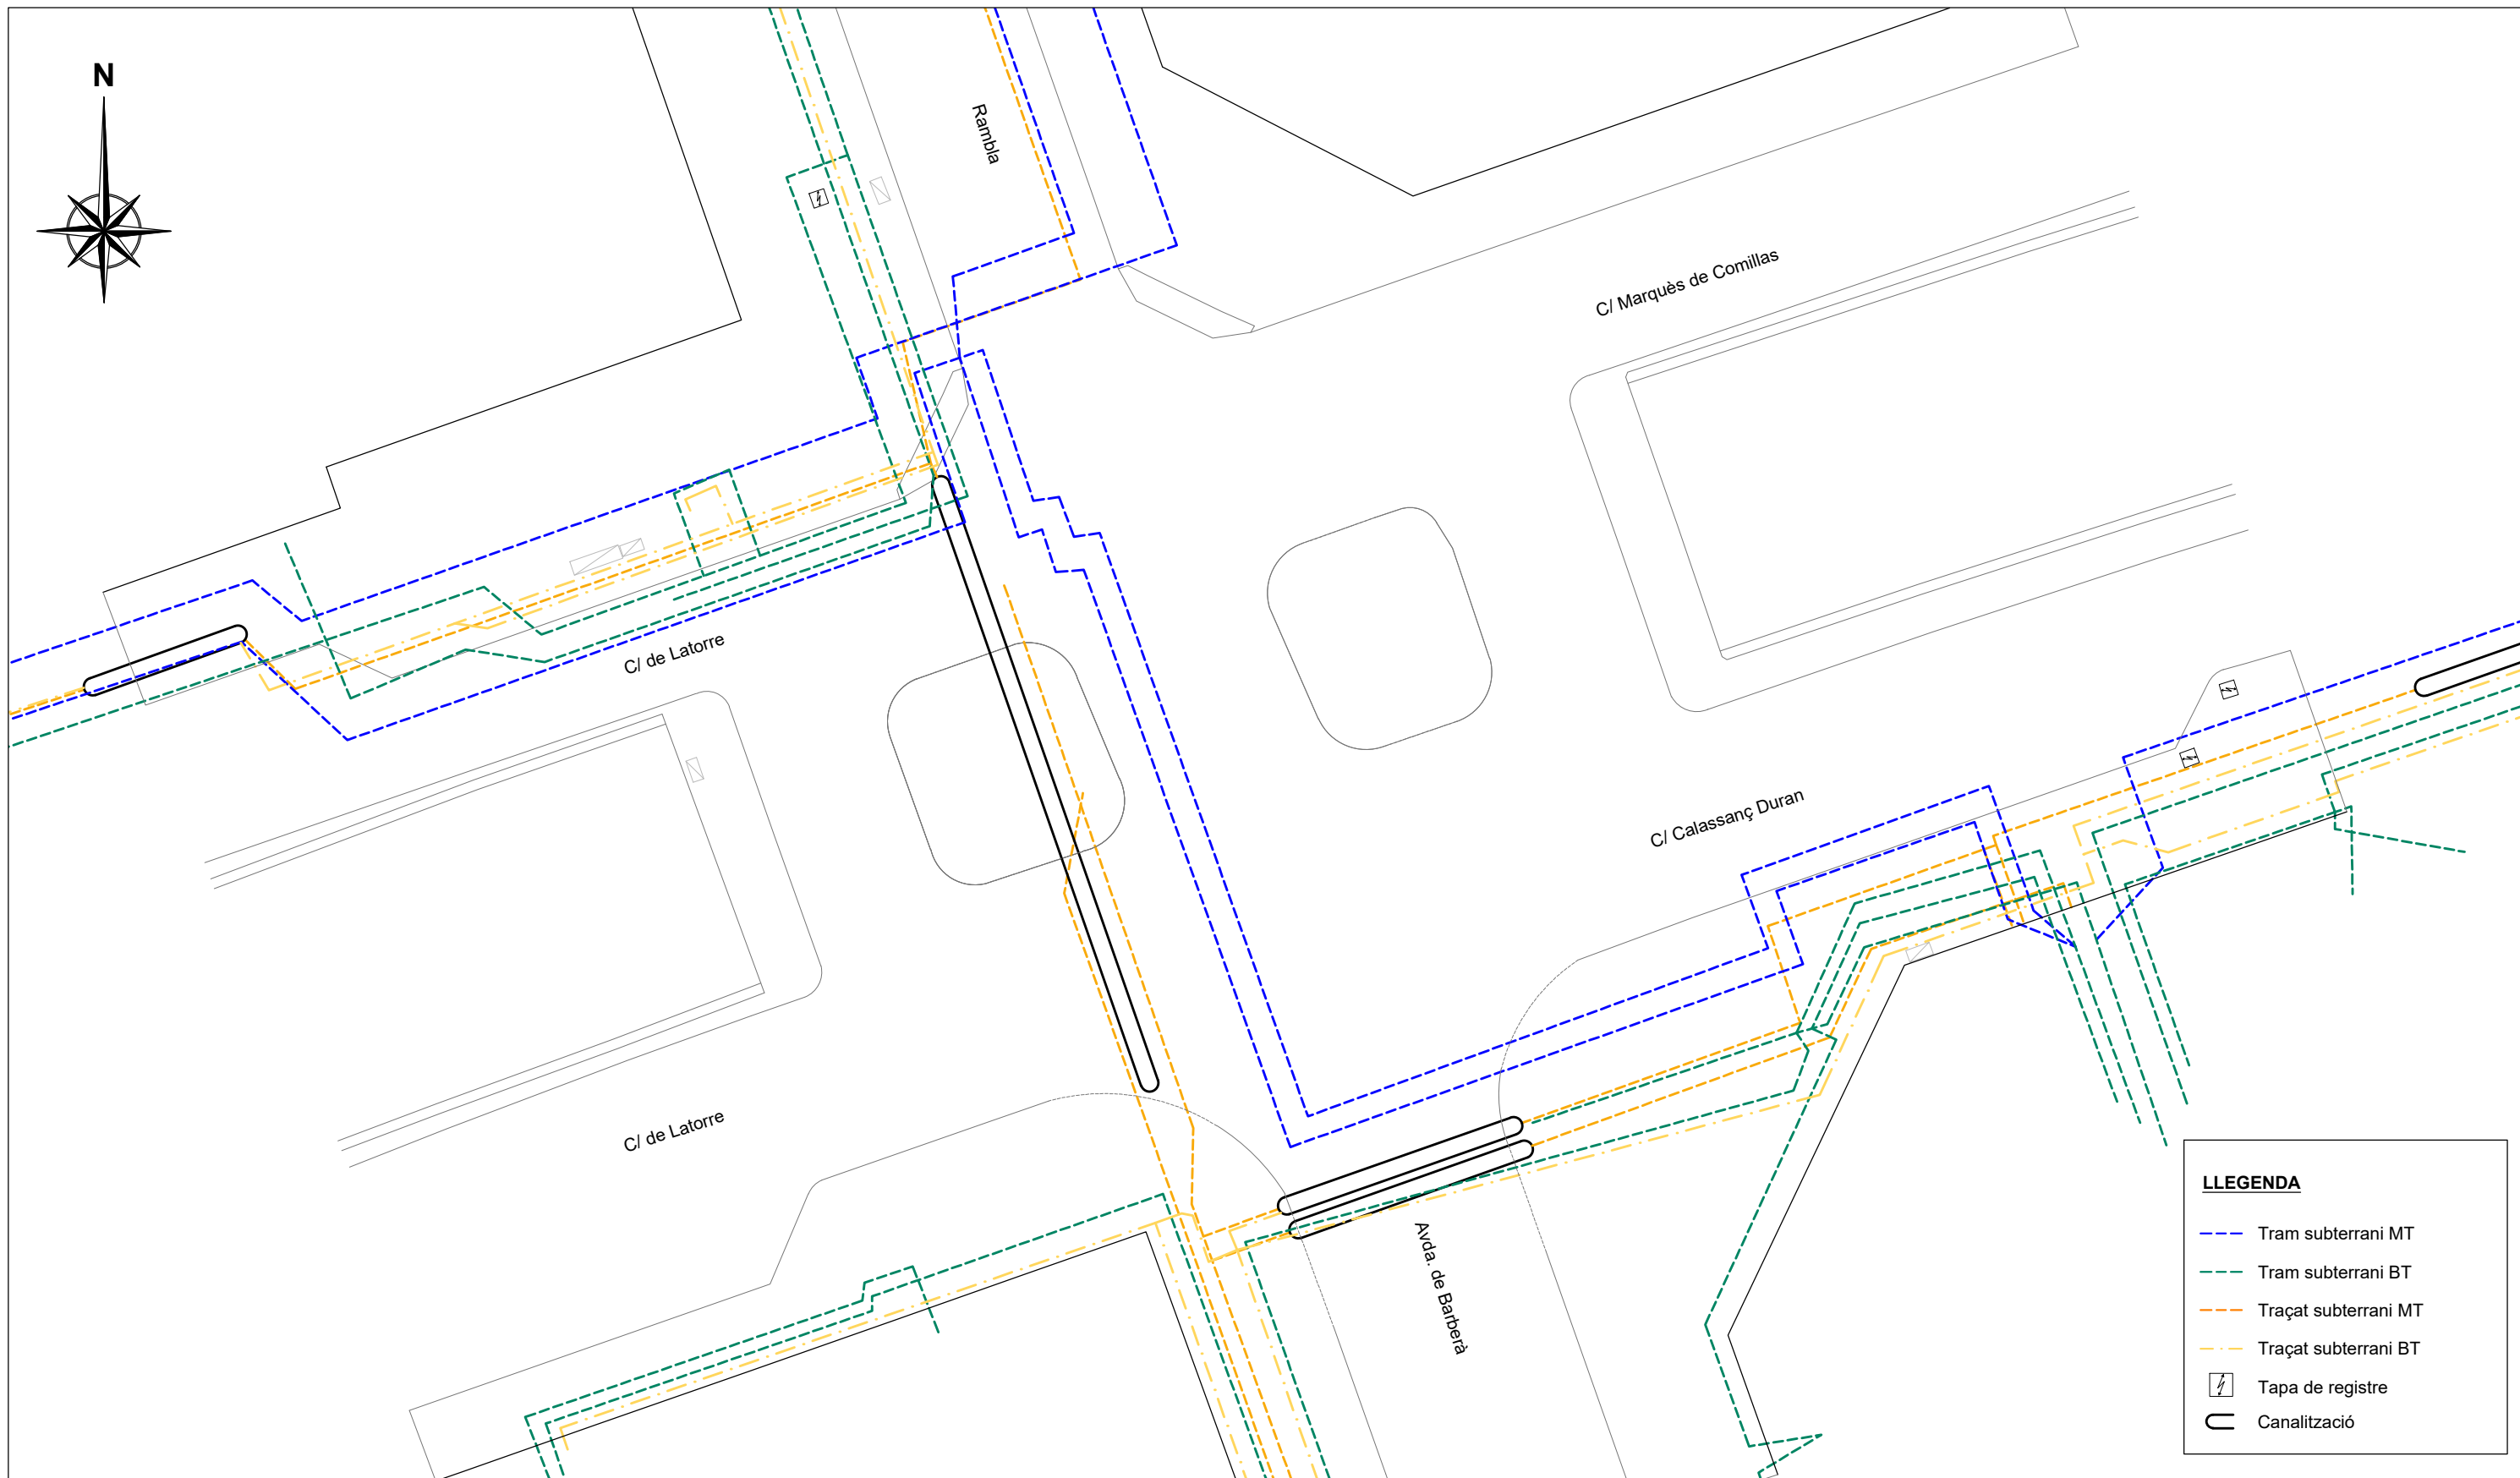 N
Rambla
C/ Marquès de Comillas
C/ de Latorre
C/ Calassanç Duran
C/ de Latorre
Avda. de Barberà
LLEGENDA
Tram subterrani MT
Tram subterrani BT
Traçat subterrani MT
Traçat subterrani BT
Tapa de registre
Canalització